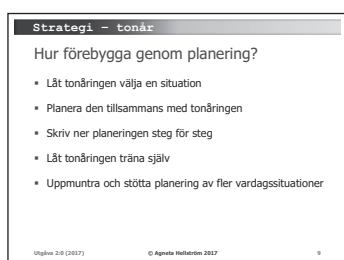 Strategi – tonår
Hur förebygga genom planering?
▪ Låt tonåringen välja en situation
▪ Planera den tillsammans med tonåringen
▪ Skriv ner planeringen steg för steg
▪ Låt tonåringen träna själv
▪ Uppmuntra och stötta planering av fler vardagssituationer
Utgåva 2:0 (2017) © Agneta Hellström 2017 9